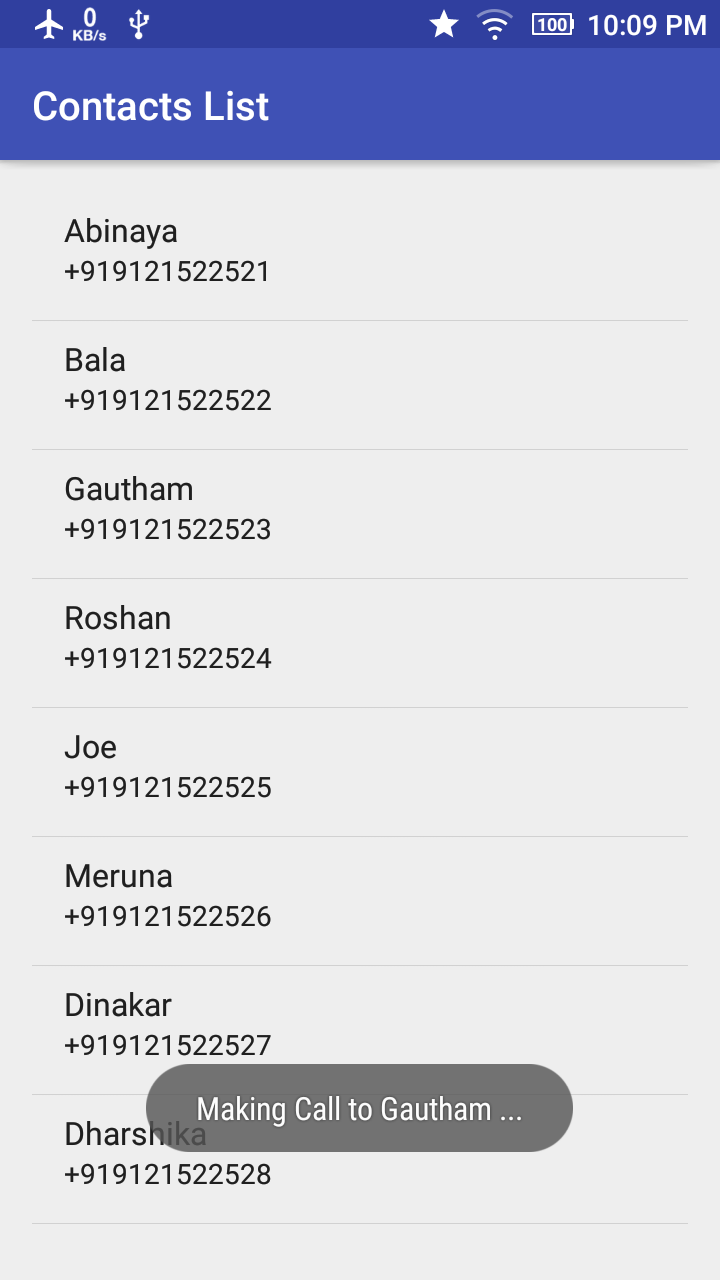 0
KB/s
100
10:09 PM
Contacts List
Abinaya
+919121522521
Bala
+919121522522
Gautham
+919121522523
Roshan
+919121522524
Joe
+919121522525
Meruna
+919121522526
Dinakar
+919121522527
Making Call to Gautham ...
Dharshika
+919121522528